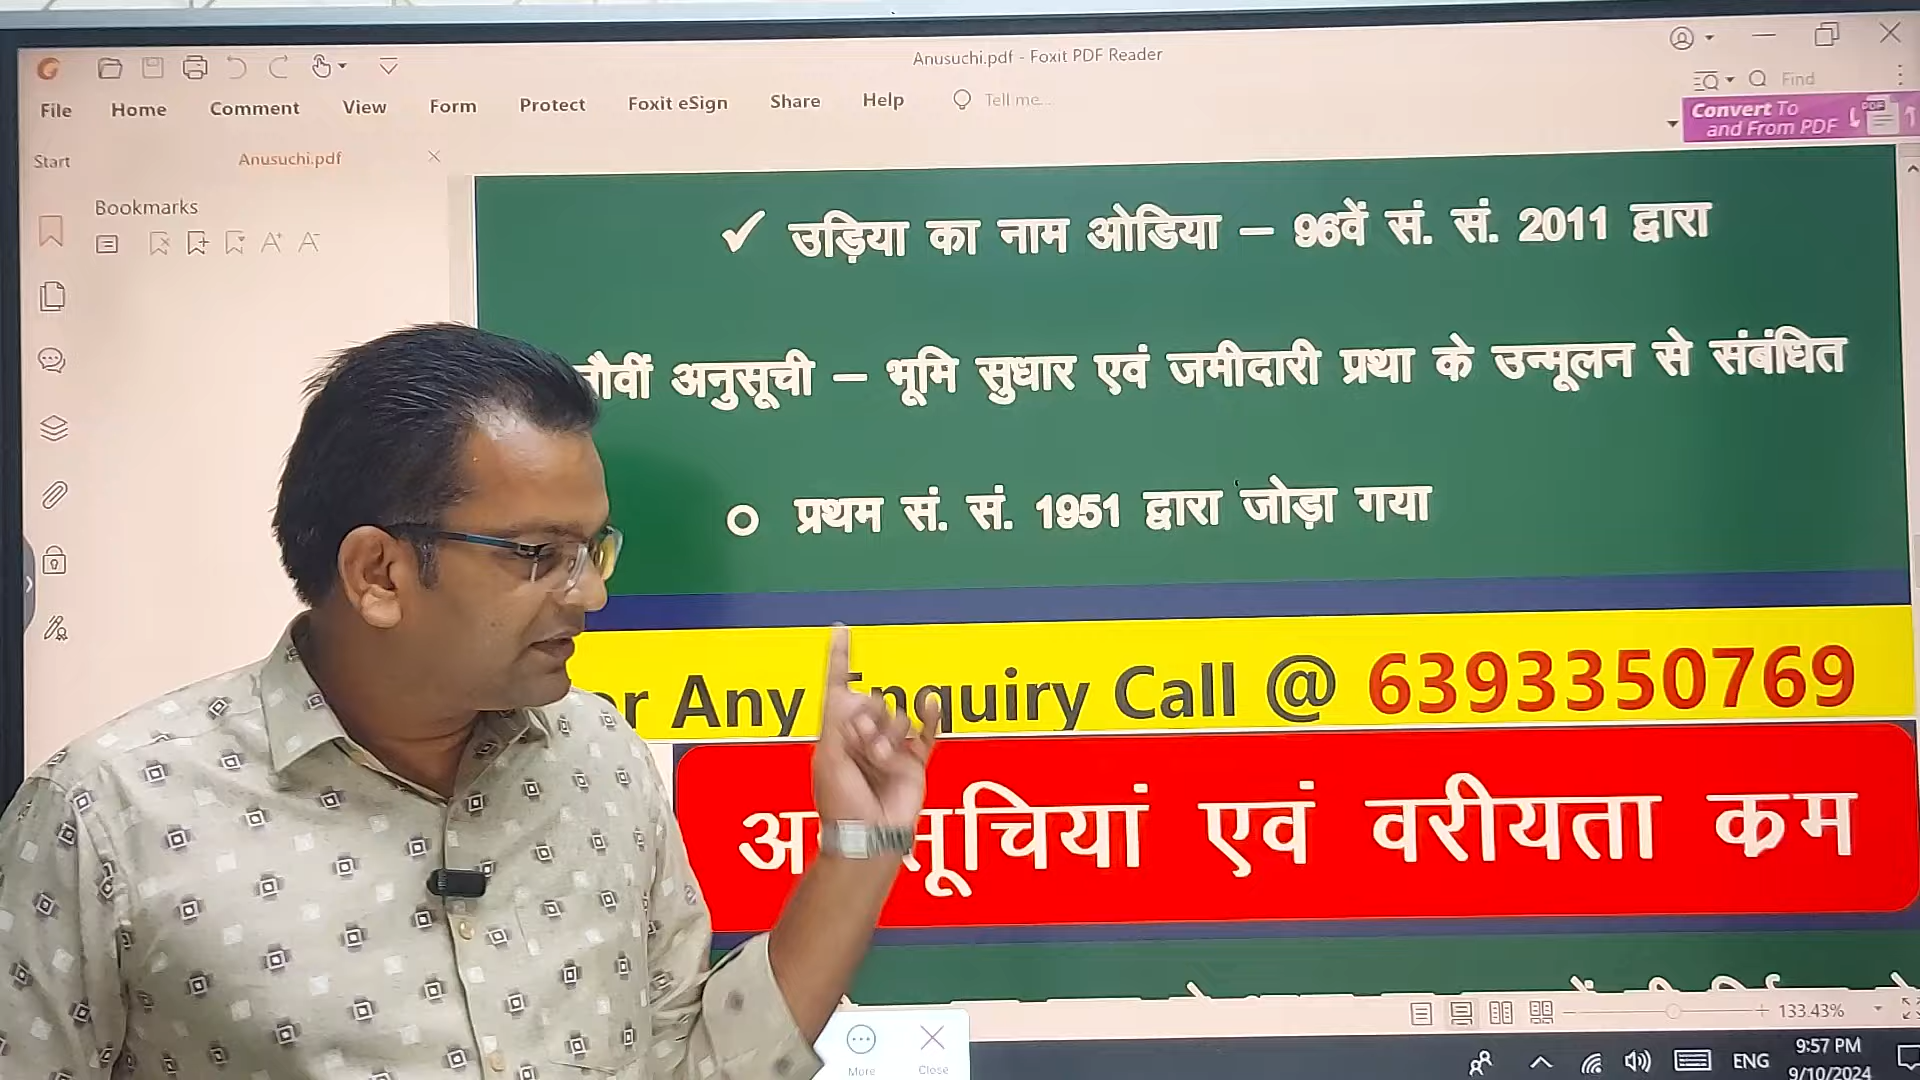 Anusuchi.pdf - Foxit PDF Reader
Find
File Home Comment View Form Protect Foxit eSign Share Help Tell me...
Convert To
and From PDF
PDF
Start Anusuchi.pdf
Bookmarks
✓ उड़िया का नाम ओडिया – 96वें सं. सं. 2011 द्वारा
अनुसूची – भूमि सुधार एवं जमीदारी प्रथा के उन्मूलन से संबंधित
प्रथम सं. सं. 1951 द्वारा जोड़ा गया
Any Enquiry Call @ 6393350769
एवं वरीयता क्रम
133.43%
More Close
ENG
9:57 PM
9/10/2024